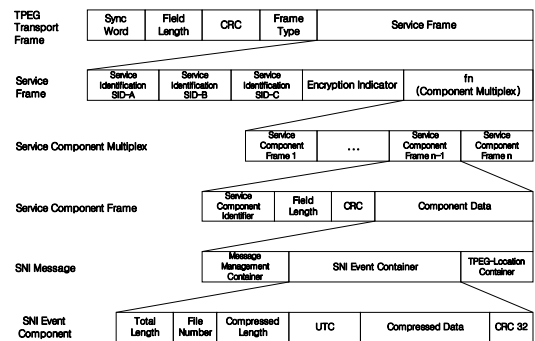 TPEG
Transport
Frame
Sync
Word
Field
Length
CRC
Frame
Type
Service Frame
Service
Frame
Service
Identification
SID-A
Service
Identification
SID-B
Service
Identification
SID-C
Encryption Indicator
fn
(Component Multiplex)
Service Component Multiplex
Service
Component
Frame 1
...
Service
Component
Frame n-1
Service
Component
Frame n
Service Component Frame
Service
Component
Identifier
Field
Length
CRC
Component Data
SNI Message
Message
Management
Container
SNI Event Container
TPEG-Location
Container
SNI Event
Component
Total
Length
File
Number
Compressed
Length
UTC
Compressed Data
CRC 32